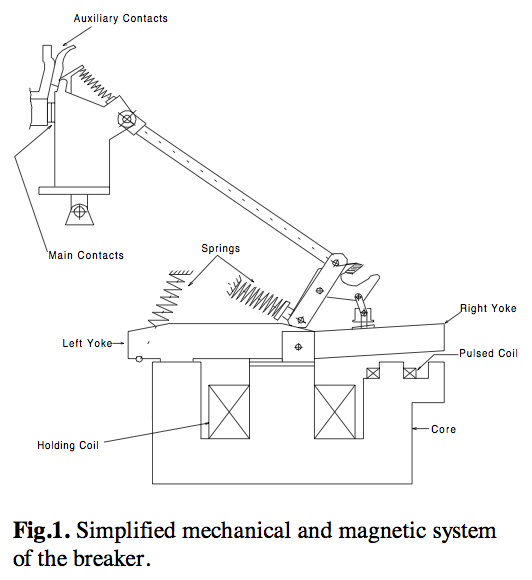 Auxiliary Contacts
Main Contacts
Springs
Right Yoke
Left Yoke
Pulsed Coil
Core
Holding Coil
Fig.1. Simplified mechanical and magnetic system
of the breaker.